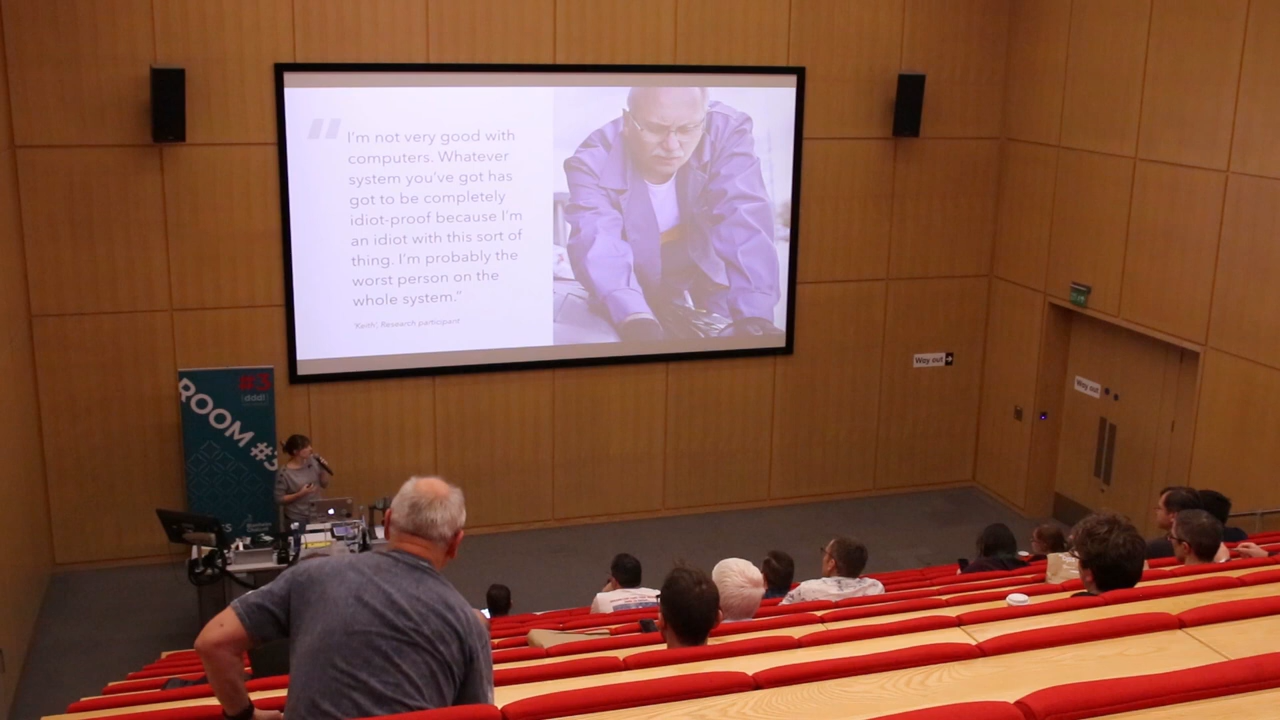 I'm not very good with
computers. Whatever
system you've got has
got to be completely
idiot-proof because I'm
an idiot with this sort of
thing. I'm probably the
worst person on the
whole system."
'Keith', Research participant
#3
{ddd}
ROOM #3
Way out
Way out